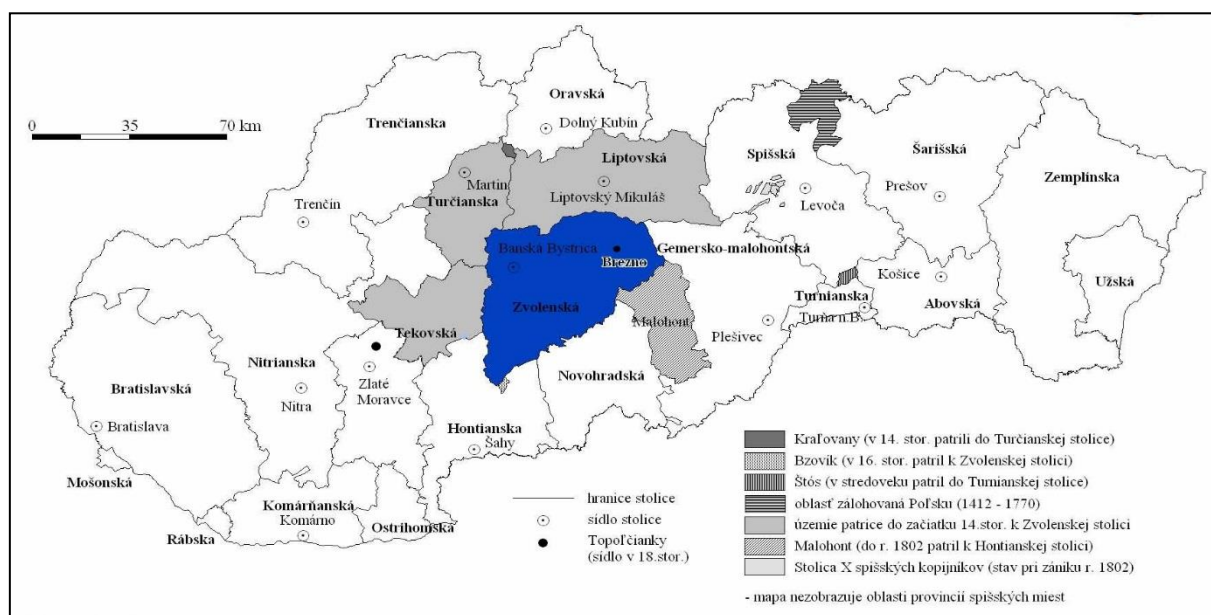 0 35 70 km
Oravská
Dolný Kubín
Trenčianska
Liptovská
Spišská
Šarišská
Zemplínska
Martin
Turčianska
Liptovský Mikuláš
Levoča
Prešov
Trenčín
Banská Bystrica
Brezno
Gemersko-malohontská
Košice
Užská
Zvolenská
Malohont
Turnianska
Turňa n.B.
Abovská
Tekovská
Plešivec
Nitrianska
Zlaté
Moravce
Novohradská
Bratislavská
Nitra
Bratislava
Hontianska
Šahy
Mošonská
Komárňanská
Komárno
Ostrihomská
Rábska
hranice stolice
sídlo stolice
Topoľčianky
(sídlo v 18.stor.)
Kraľovany (v 14. stor. patrili do Turčianskej stolice)
Bzovík (v 16. stor. patril k Zvolenskej stolici)
Štós (v stredoveku patril do Turnianskej stolice)
oblasť zálohovaná Poľsku (1412 - 1770)
územie patrice do začiatku 14.stor. k Zvolenskej stolici
Malohont (do r. 1802 patril k Hontianskej stolici)
Stolica X spišských kopijníkov (stav pri zániku r. 1802)
- mapa nezobrazuje oblasti provincií spišských miest